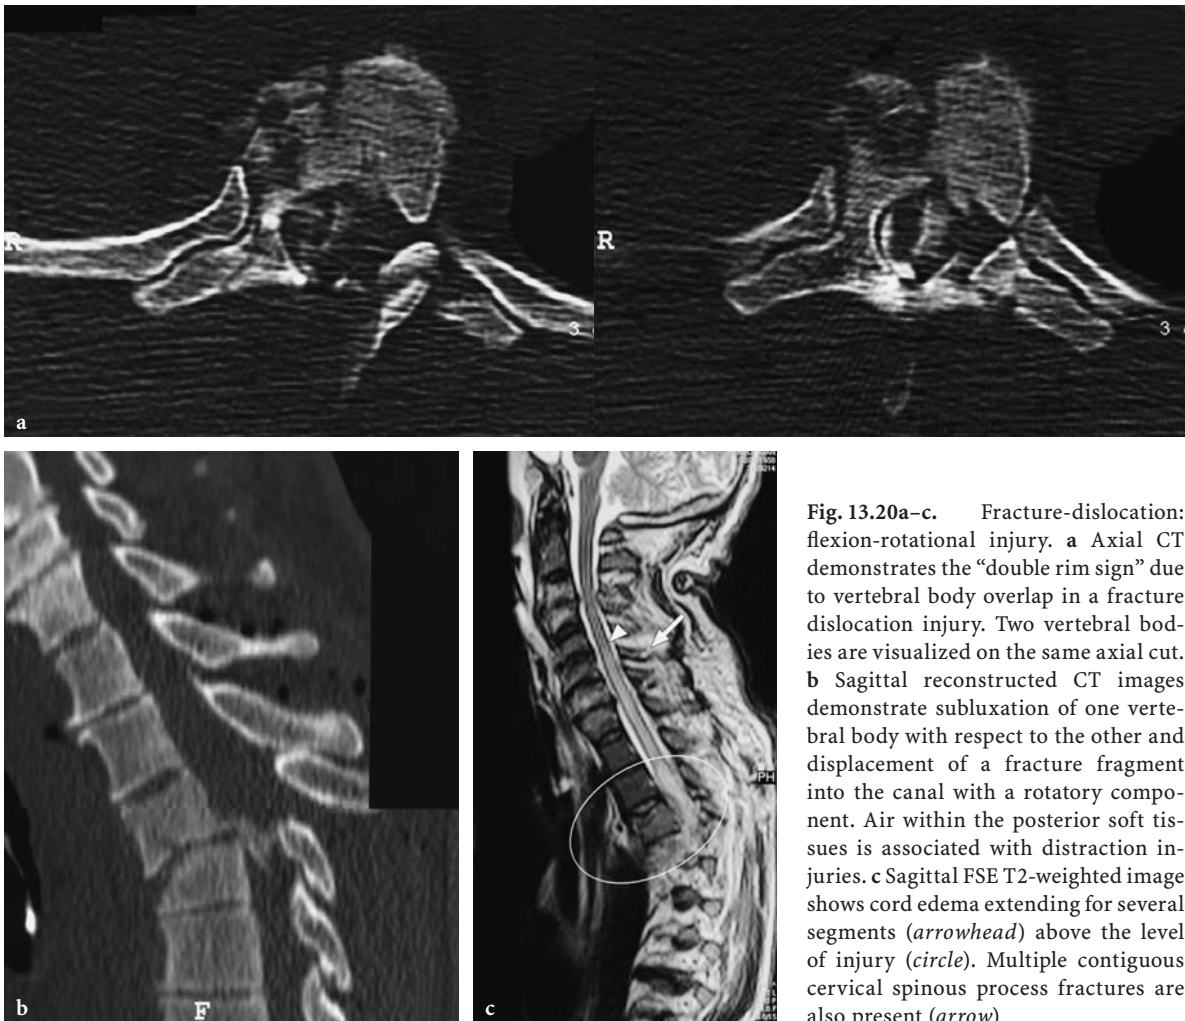 R
3
a
R
3
b
F
c
PH
Fig. 13.20a–c. Fracture-dislocation:
flexion-rotational injury. a Axial CT
demonstrates the “double rim sign” due
to vertebral body overlap in a fracture
dislocation injury. Two vertebral bod-
ies are visualized on the same axial cut.
b Sagittal reconstructed CT images
demonstrate subluxation of one verte-
bral body with respect to the other and
displacement of a fracture fragment
into the canal with a rotatory compo-
nent. Air within the posterior soft tis-
sues is associated with distraction in-
juries. c Sagittal FSE T2-weighted image
shows cord edema extending for several
segments (arrowhead) above the level
of injury (circle). Multiple contiguous
cervical spinous process fractures are
also present (arrow)